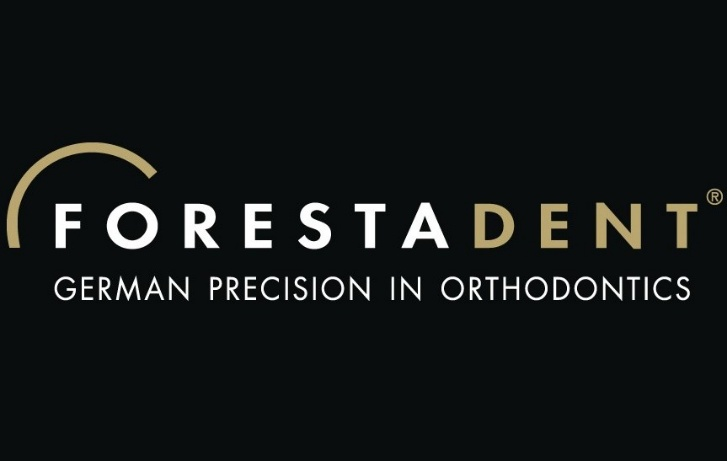 FORESTADENT®
GERMAN PRECISION IN ORTHODONTICS